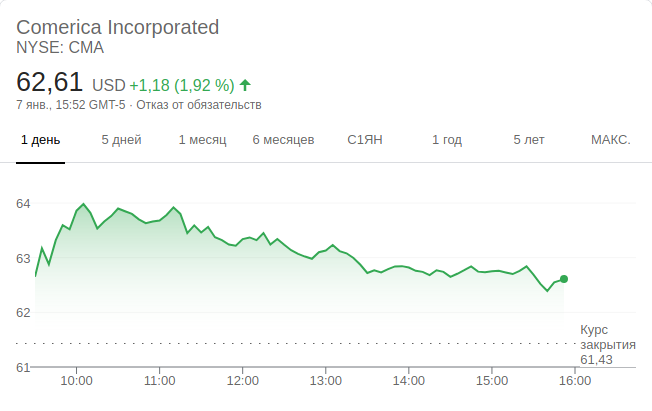 Comerica Incorporated
NYSE: CMA
62,61 USD +1,18 (1,92 %)
7 янв., 15:52 GMT-5 · Отказ от обязательств
1 день 5 дней 1 месяц 6 месяцев С1ЯН 1 год 5 лет МАКС.
64
63
62
Курс
закрытия
61,43
61
10:00 11:00 12:00 13:00 14:00 15:00 16:00